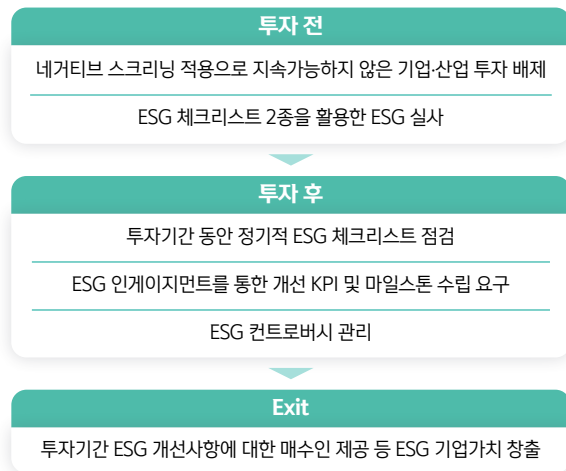 투자 전
네거티브 스크리닝 적용으로 지속가능하지 않은 기업·산업 투자 배제
ESG 체크리스트 2종을 활용한 ESG 실사
투자 후
투자기간 동안 정기적 ESG 체크리스트 점검
ESG 인게이지먼트를 통한 개선 KPI 및 마일스톤 수립 요구
ESG 컨트로버시 관리
Exit
투자기간 ESG 개선사항에 대한 매수인 제공 등 ESG 기업가치 창출